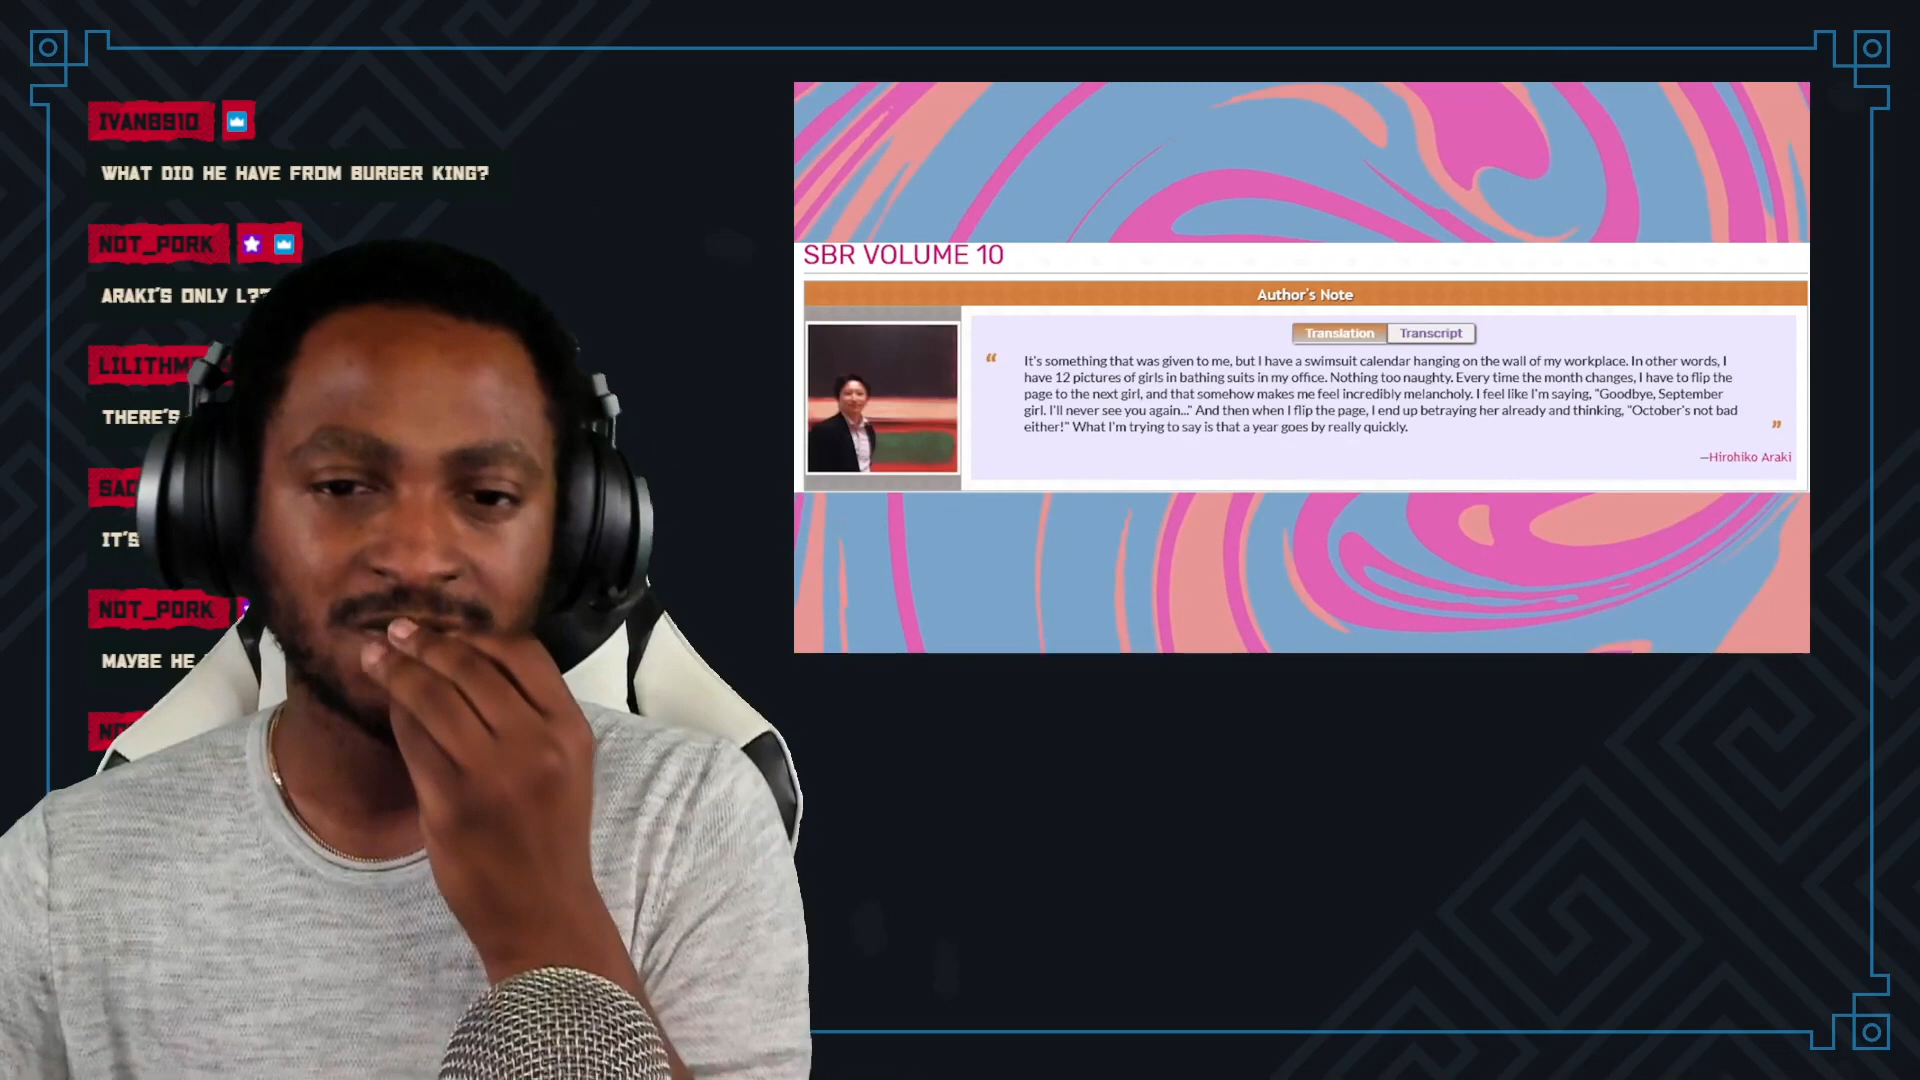 IVAN8910
WHAT DID HE HAVE FROM BURGER KING?
NOT_PORK
ARAKI'S ONLY L??
LILITHM
THERE'S
SAC
IT'S
NOT_PORK
MAYBE HE
SBR VOLUME 10
Author's Note
Translation Transcript
“ It's something that was given to me, but I have a swimsuit calendar hanging on the wall of my workplace. In other words, I
have 12 pictures of girls in bathing suits in my office. Nothing too naughty. Every time the month changes, I have to flip the
page to the next girl, and that somehow makes me feel incredibly melancholy. I feel like I'm saying, "Goodbye, September
girl. I'll never see you again..." And then when I flip the page, I end up betraying her already and thinking, "October's not bad
either!" What I'm trying to say is that a year goes by really quickly. ”
—Hirohiko Araki